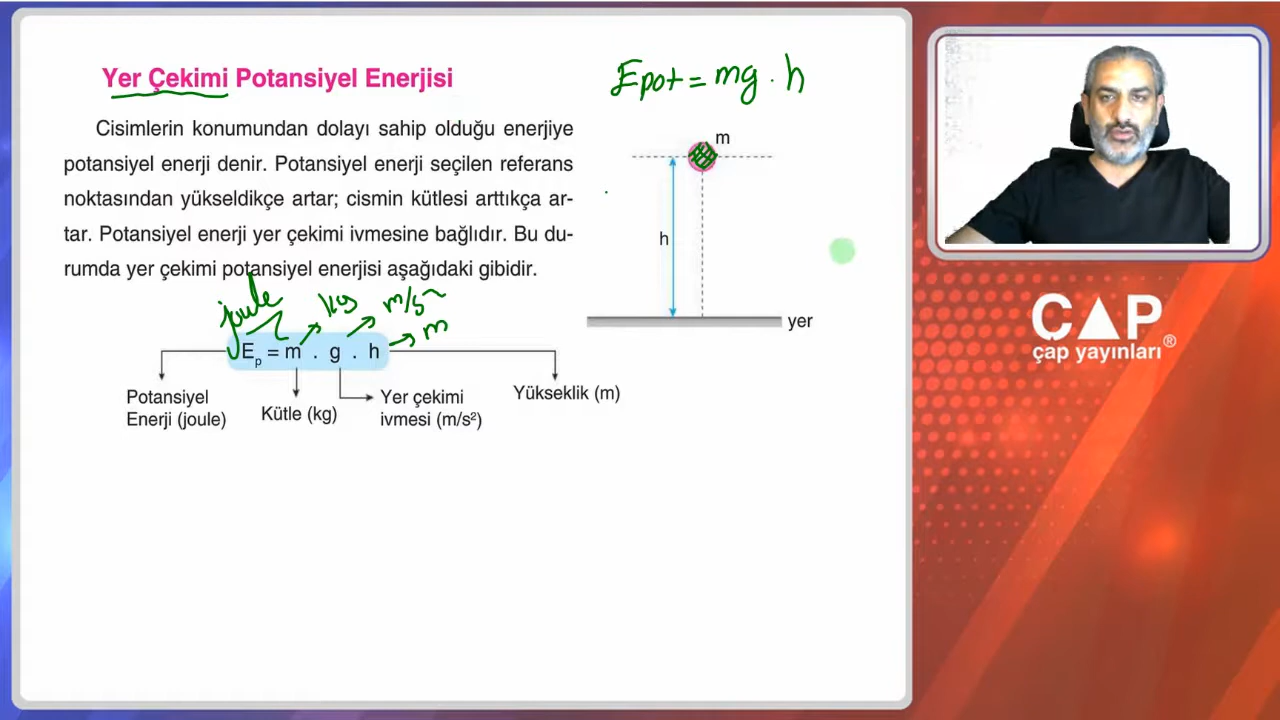 Yer Çekimi Potansiyel Enerjisi
Epot = mg . h
Cisimlerin konumundan dolayı sahip olduğu enerjiye
potansiyel enerji denir. Potansiyel enerji seçilen referans
noktasından yükseldikçe artar; cismin kütlesi arttıkça ar-
tar. Potansiyel enerji yer çekimi ivmesine bağlıdır. Bu du-
rumda yer çekimi potansiyel enerjisi aşağıdaki gibidir.
m
h
yer
joule kg m/s² m
Eₚ = m . g . h
Potansiyel
Enerji (joule)
Kütle (kg)
Yer çekimi
ivmesi (m/s²)
Yükseklik (m)
ÇAP
çap yayınları®